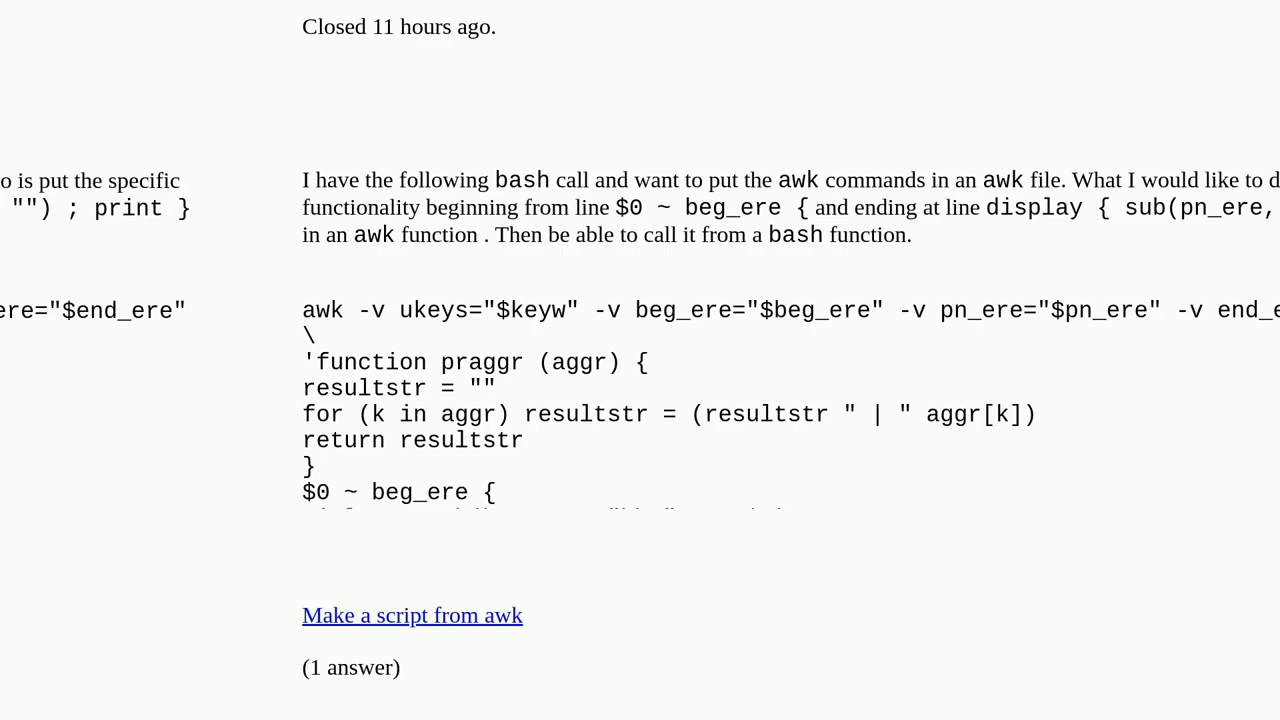 Closed 11 hours ago.
o is put the specific
"") ; print }
I have the following bash call and want to put the awk commands in an awk file. What I would like to d
functionality beginning from line $0 ~ beg_ere { and ending at line display { sub(pn_ere,
in an awk function . Then be able to call it from a bash function.
ere="$end_ere"
awk -v ukeys="$keyw" -v beg_ere="$beg_ere" -v pn_ere="$pn_ere" -v end_e
\
'function praggr (aggr) {
resultstr = ""
for (k in aggr) resultstr = (resultstr " | " aggr[k])
return resultstr
}
$0 ~ beg_ere {
Make a script from awk
(1 answer)